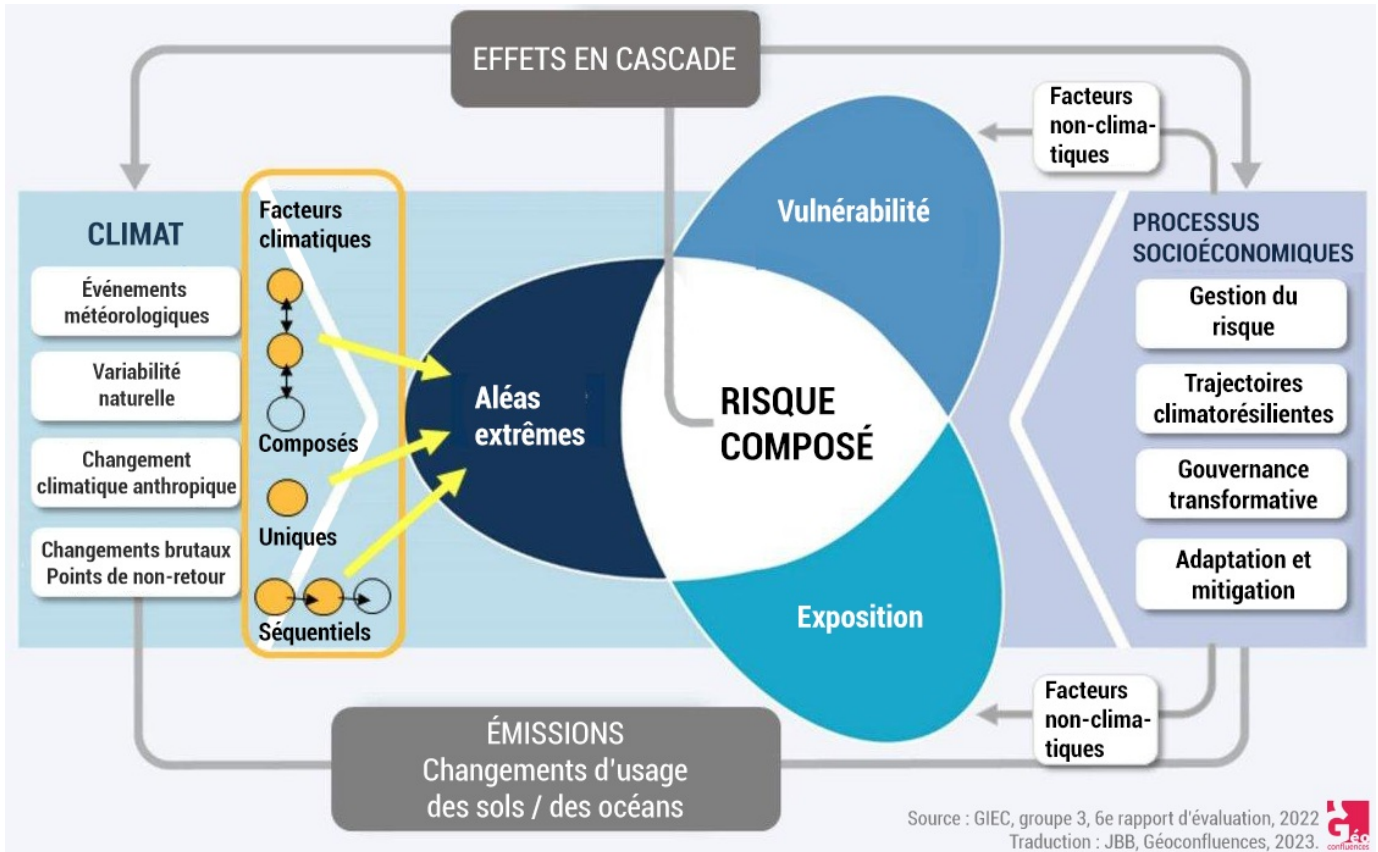 EFFETS EN CASCADE
Facteurs
non-clima-
tiques
CLIMAT
Événements
météorologiques
Variabilité
naturelle
Changement
climatique anthropique
Changements brutaux
Points de non-retour
Facteurs
climatiques
Composés
Uniques
Séquentiels
Aléas
extrêmes
Vulnérabilité
RISQUE
COMPOSÉ
Exposition
PROCESSUS
SOCIOÉCONOMIQUES
Gestion du
risque
Trajectoires
climatorésilientes
Gouvernance
transformative
Adaptation et
mitigation
Facteurs
non-clima-
tiques
ÉMISSIONS
Changements d'usage
des sols / des océans
Source : GIEC, groupe 3, 6e rapport d'évaluation, 2022
Traduction : JBB, Géoconfluences, 2023.
Géo
confluences